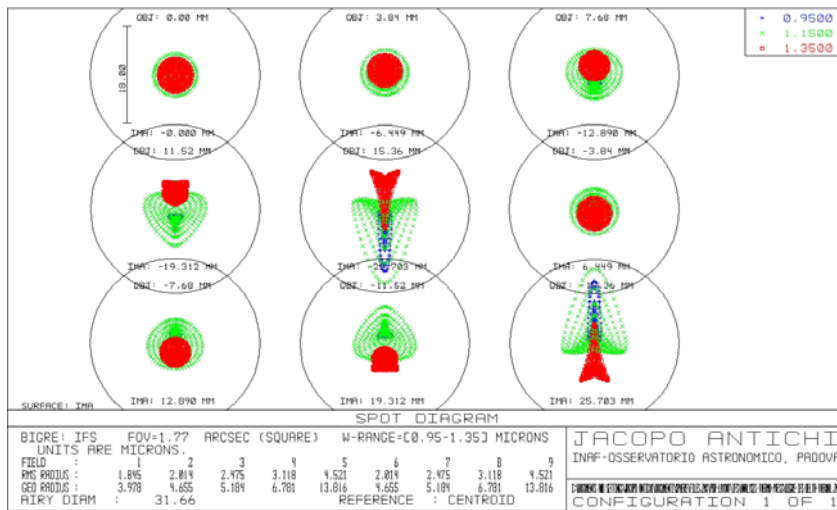 OBJ: 0.00 MM OBJ: 3.84 MM OBJ: 7.68 MM
+ 0.9500
× 1.1500
□ 1.3500
18.00
IMA: -0.000 MM IMA: -6.449 MM IMA: -12.890 MM
OBJ: 11.52 MM OBJ: 15.36 MM OBJ: -3.84 MM
IMA: -19.312 MM IMA: 6.449 MM
OBJ: -7.68 MM OBJ: -11.52 MM
IMA: 12.890 MM IMA: 19.312 MM IMA: 25.703 MM
SURFACE: IMA
SPOT DIAGRAM
BIGRE: IFS FOV=1.77 ARCSEC (SQUARE) W-RANGE=[0.95-1.35] MICRONS
UNITS ARE MICRONS.
FIELD : 1 2 3 4 5 6 7 8 9
RMS RADIUS : 1.845 2.014 2.475 3.118 4.521 2.014 2.475 3.118 4.521
GEO RADIUS : 3.978 4.655 5.184 6.781 13.816 4.655 5.184 6.781 13.816
AIRY DIAM : 31.66 REFERENCE : CENTROID
JACOPO ANTICHI
INAF-OSSERVATORIO ASTRONOMICO, PADOVA
CONFIGURATION 1 OF 1